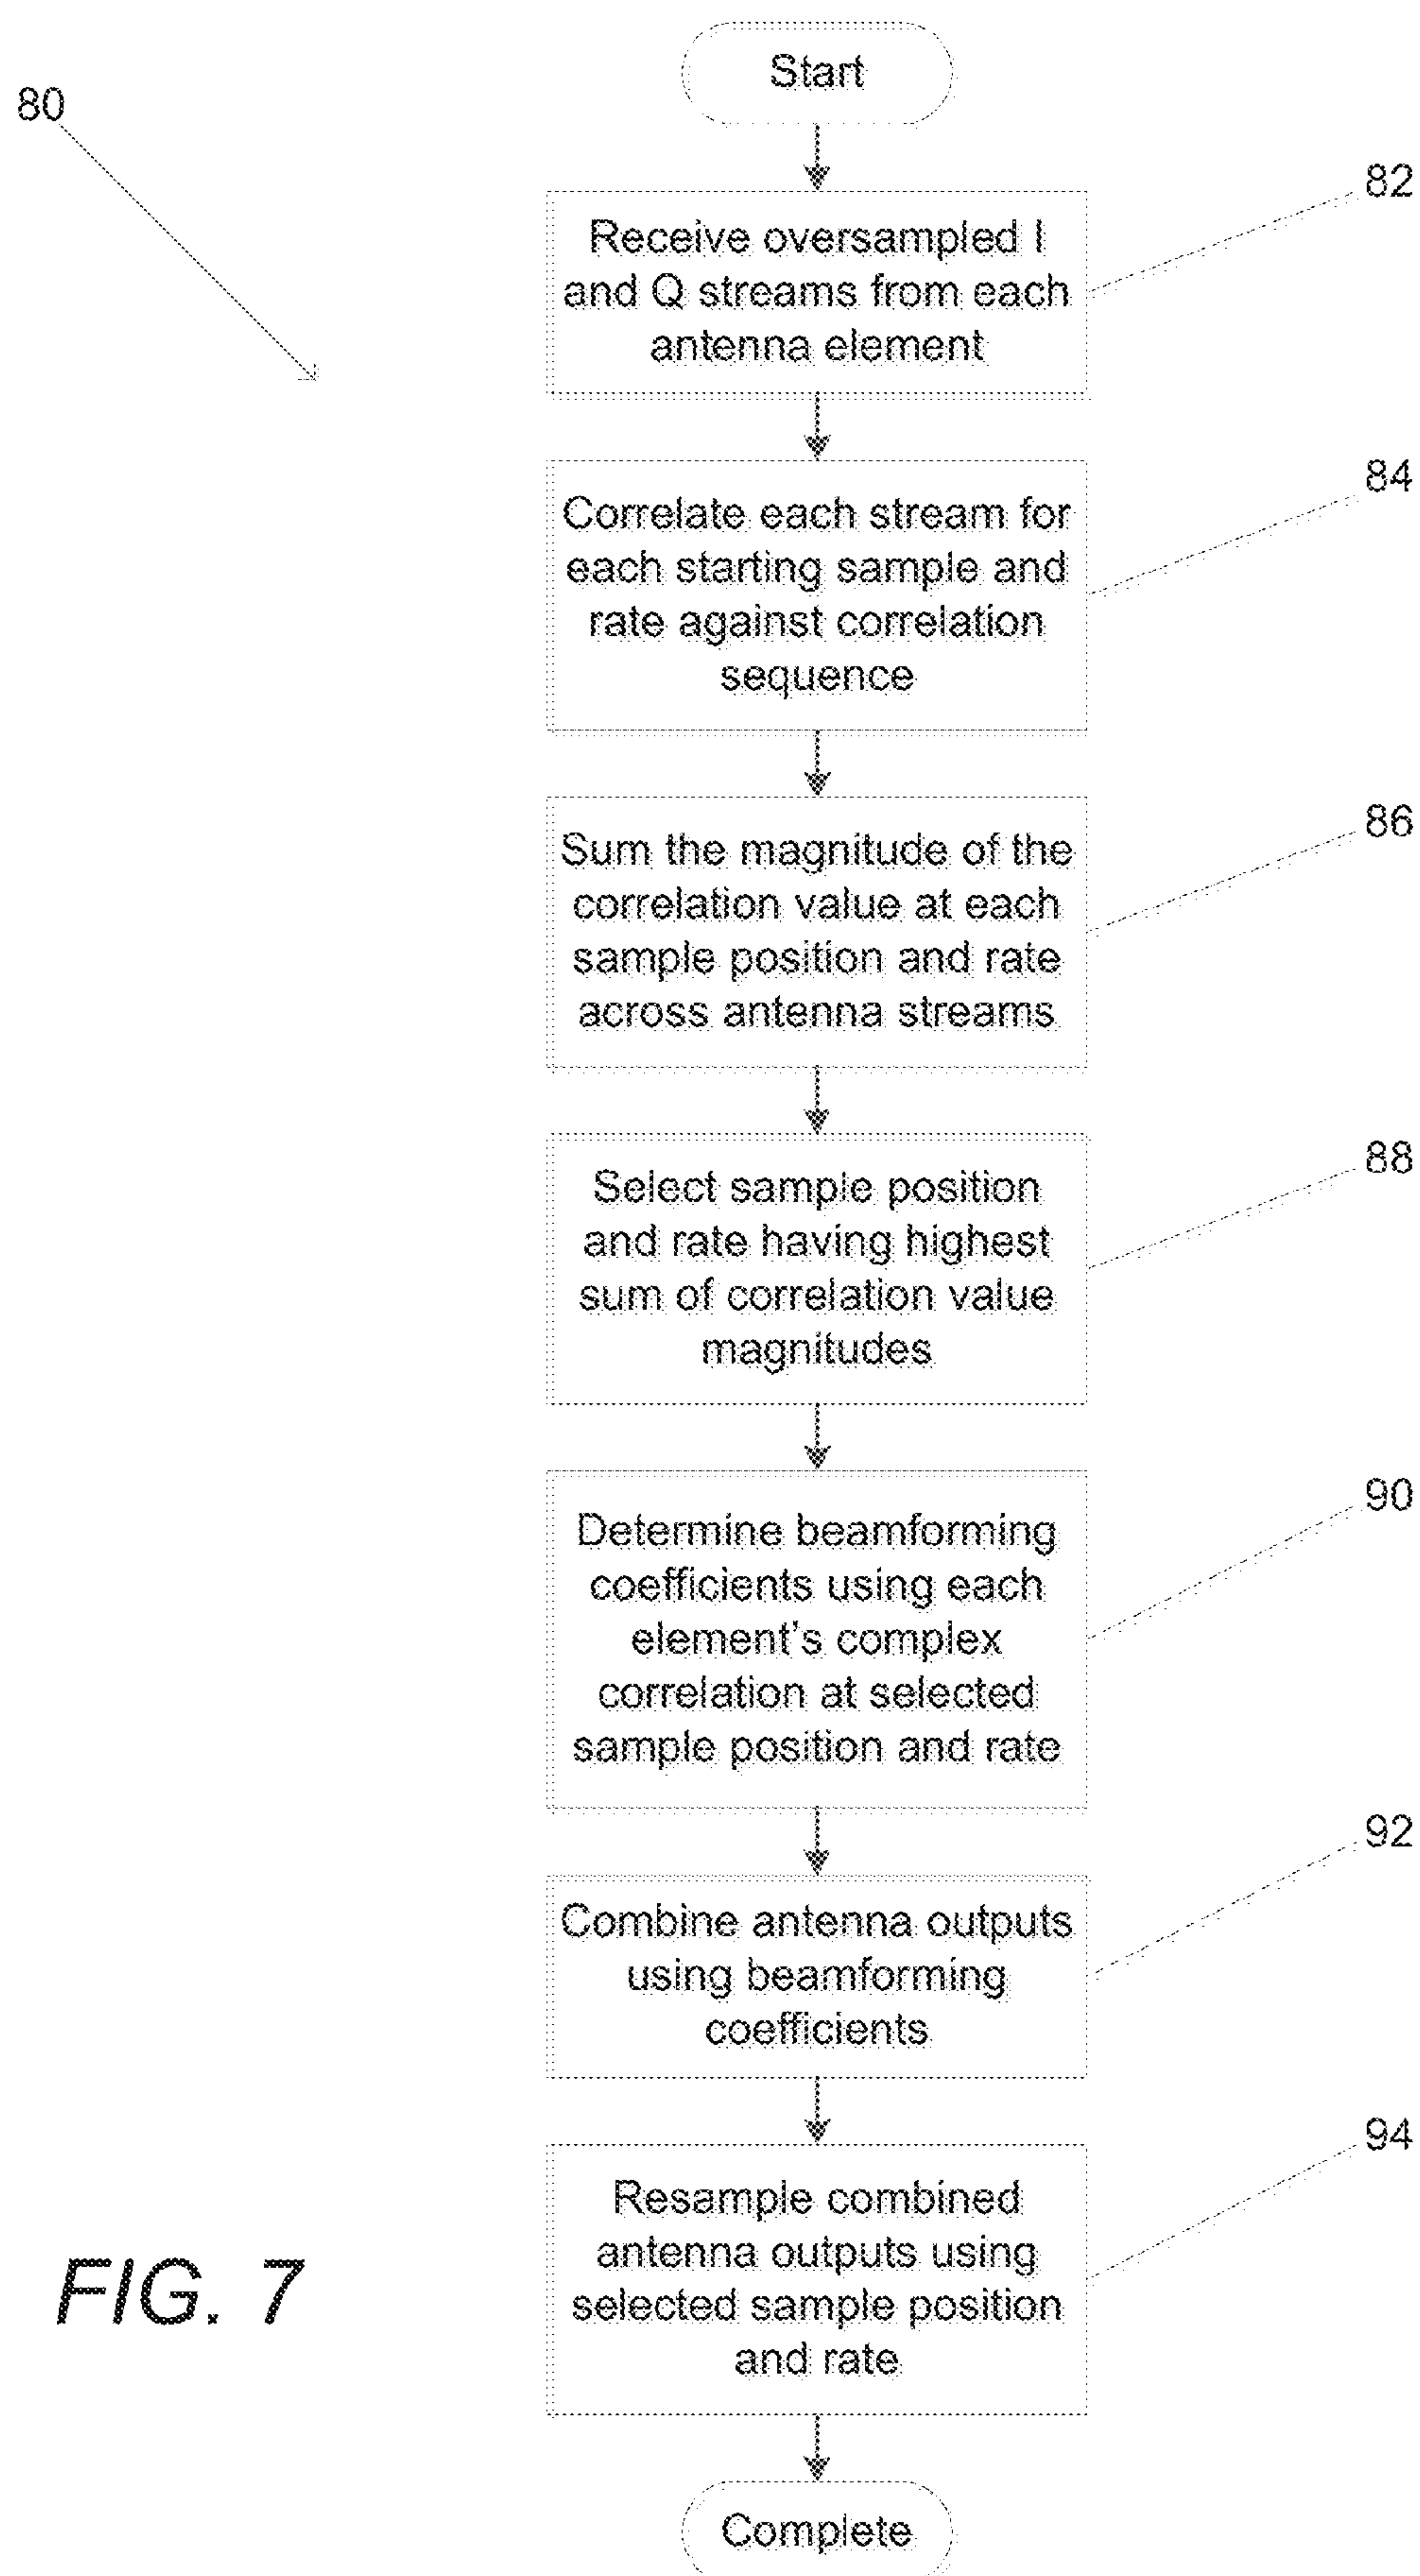 Start
80
82
Receive oversampled I
and Q streams from each
antenna element
84
Correlate each stream for
each starting sample and
rate against correlation
sequence
86
Sum the magnitude of the
correlation value at each
sample position and rate
across antenna streams
88
Select sample position
and rate having highest
sum of correlation value
magnitudes
90
Determine beamforming
coefficients using each
element's complex
correlation at selected
sample position and rate
92
Combine antenna outputs
using beamforming
coefficients
94
Resample combined
antenna outputs using
selected sample position
and rate
FIG. 7
Complete